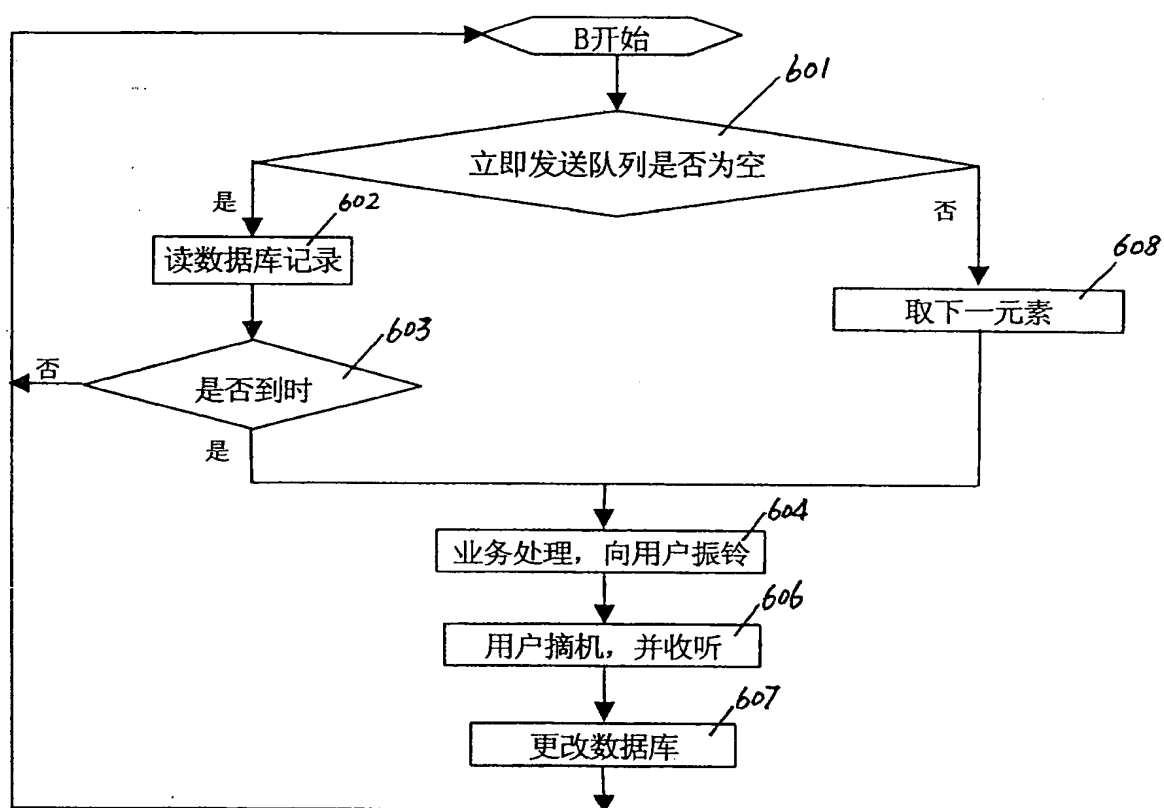 B开始
601
立即发送队列是否为空
是
602
否
读数据库记录
608
取下一元素
603
否
是否到时
是
604
业务处理，向用户振铃
606
用户摘机，并收听
607
更改数据库